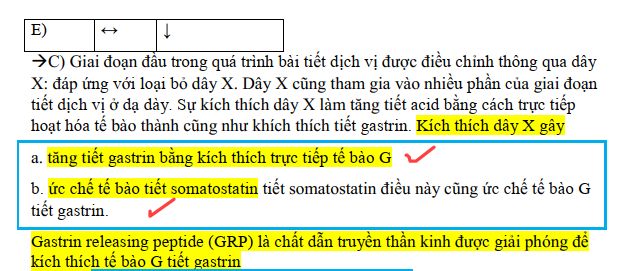 E) ↔ ↓
→C) Giai đoạn đầu trong quá trình bài tiết dịch vị được điều chỉnh thông qua dây
X: đáp ứng với loại bỏ dây X. Dây X cũng tham gia vào nhiều phần của giai đoạn
tiết dịch vị ở dạ dày. Sự kích thích dây X làm tăng tiết acid bằng cách trực tiếp
hoạt hóa tế bào thành cũng như khích thích tiết gastrin. Kích thích dây X gây
a. tăng tiết gastrin bằng kích thích trực tiếp tế bào G
b. ức chế tế bào tiết somatostatin tiết somatostatin điều này cũng ức chế tế bào G
tiết gastrin.
Gastrin releasing peptide (GRP) là chất dẫn truyền thần kinh được giải phóng để
kích thích tế bào G tiết gastrin